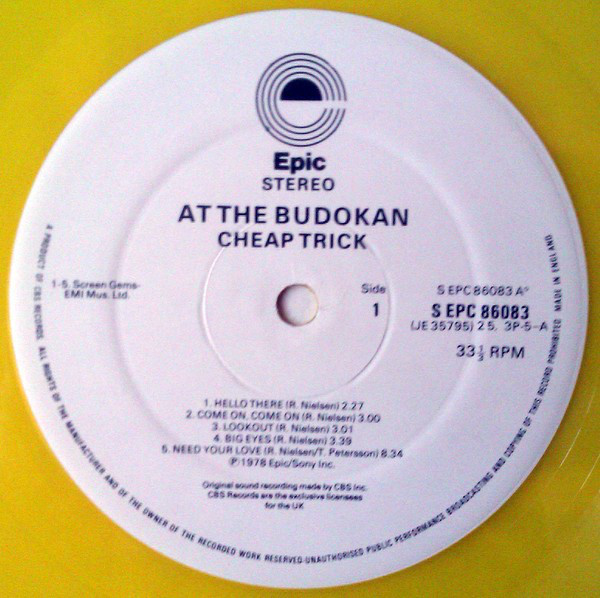 Epic
STEREO
AT THE BUDOKAN
CHEAP TRICK
1-5. Screen Gems-
EMI Mus. Ltd.
Side
1
S EPC 86083 A°
S EPC 86083
(JE 35795) 2 5. 3P-5-A
33 1/3 RPM
1. HELLO THERE (R. Nielsen) 2.27
2. COME ON, COME ON (R. Nielsen) 3.00
3. LOOKOUT (R. Nielsen) 3.01
4. BIG EYES (R. Nielsen) 3.39
5. NEED YOUR LOVE (R. Nielsen/T. Petersson) 8.34
℗1978 Epic/Sony Inc.
Original sound recording made by CBS Inc.
CBS Records are the exclusive licensees
for the UK
A PRODUCT OF CBS RECORDS. ALL RIGHTS OF THE MANUFACTURER AND OF THE OWNER OF THE RECORDED WORK RESERVED-UNAUTHORISED PUBLIC PERFORMANCE BROADCASTING AND COPYING OF THIS RECORD PROHIBITED MADE IN ENGLAND